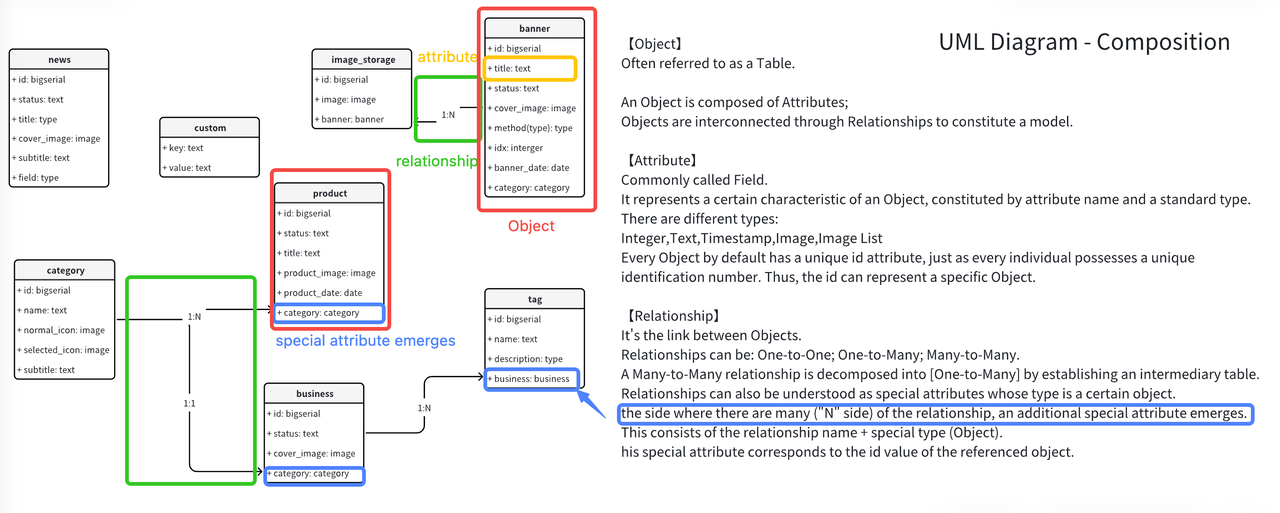 UML Diagram - Composition
news
+ id: bigserial
+ status: text
+ title: type
+ cover_image: image
+ subtitle: text
+ field: type
custom
+ key: text
+ value: text
image_storage
+ id: bigserial
+ image: image
+ banner: banner
attribute
1:N
relationship
banner
+ id: bigserial
+ title: text
+ status: text
+ cover_image: image
+ method(type): type
+ idx: interger
+ banner_date: date
+ category: category
Object
product
+ id: bigserial
+ status: text
+ title: text
+ product_image: image
+ product_date: date
+ category: category
special attribute emerges
category
+ id: bigserial
+ name: text
+ normal_icon: image
+ selected_icon: image
+ subtitle: text
1:N
1:1
business
+ id: bigserial
+ status: text
+ cover_image: image
+ category: category
1:N
tag
+ id: bigserial
+ name: text
+ description: type
+ business: business
【Object】
Often referred to as a Table.
An Object is composed of Attributes;
Objects are interconnected through Relationships to constitute a model.
【Attribute】
Commonly called Field.
It represents a certain characteristic of an Object, constituted by attribute name and a standard type.
There are different types:
Integer,Text,Timestamp,Image,Image List
Every Object by default has a unique id attribute, just as every individual possesses a unique
identification number. Thus, the id can represent a specific Object.
【Relationship】
It's the link between Objects.
Relationships can be: One-to-One; One-to-Many; Many-to-Many.
A Many-to-Many relationship is decomposed into [One-to-Many] by establishing an intermediary table.
Relationships can also be understood as special attributes whose type is a certain object.
the side where there are many ("N" side) of the relationship, an additional special attribute emerges.
This consists of the relationship name + special type (Object).
his special attribute corresponds to the id value of the referenced object.